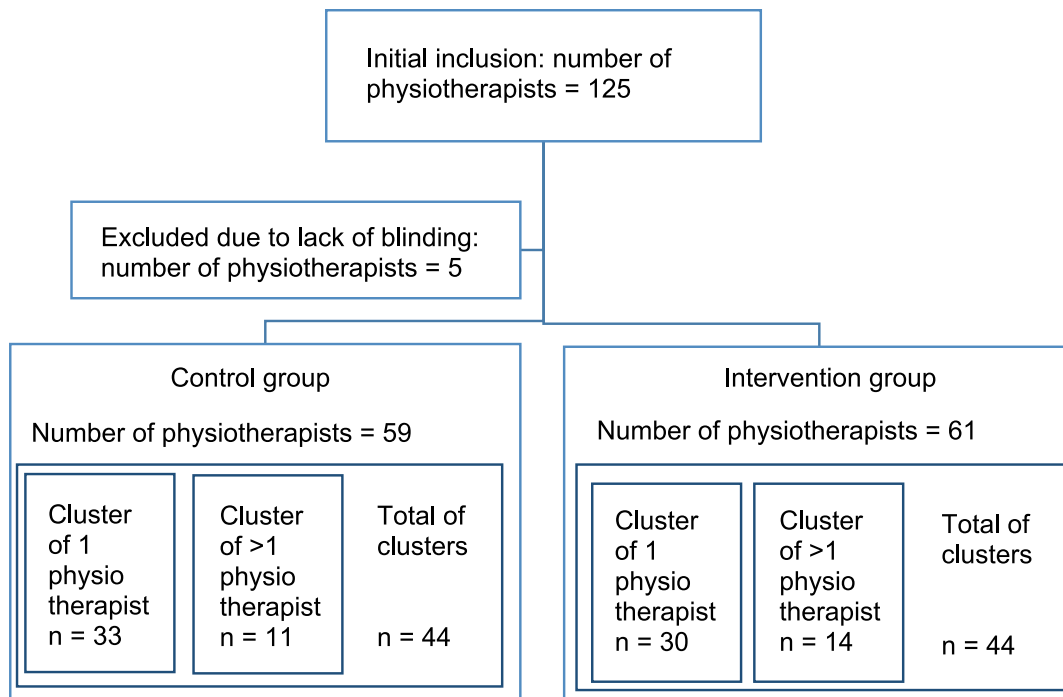 Initial inclusion: number of
physiotherapists = 125
Excluded due to lack of blinding:
number of physiotherapists = 5
Control group
Number of physiotherapists = 59
Cluster
of 1
physio
therapist
n = 33
Cluster
of >1
physio
therapist
n = 11
Total of
clusters
n = 44
Intervention group
Number of physiotherapists = 61
Cluster
of 1
physio
therapist
n = 30
Cluster
of >1
physio
therapist
n = 14
Total of
clusters
n = 44